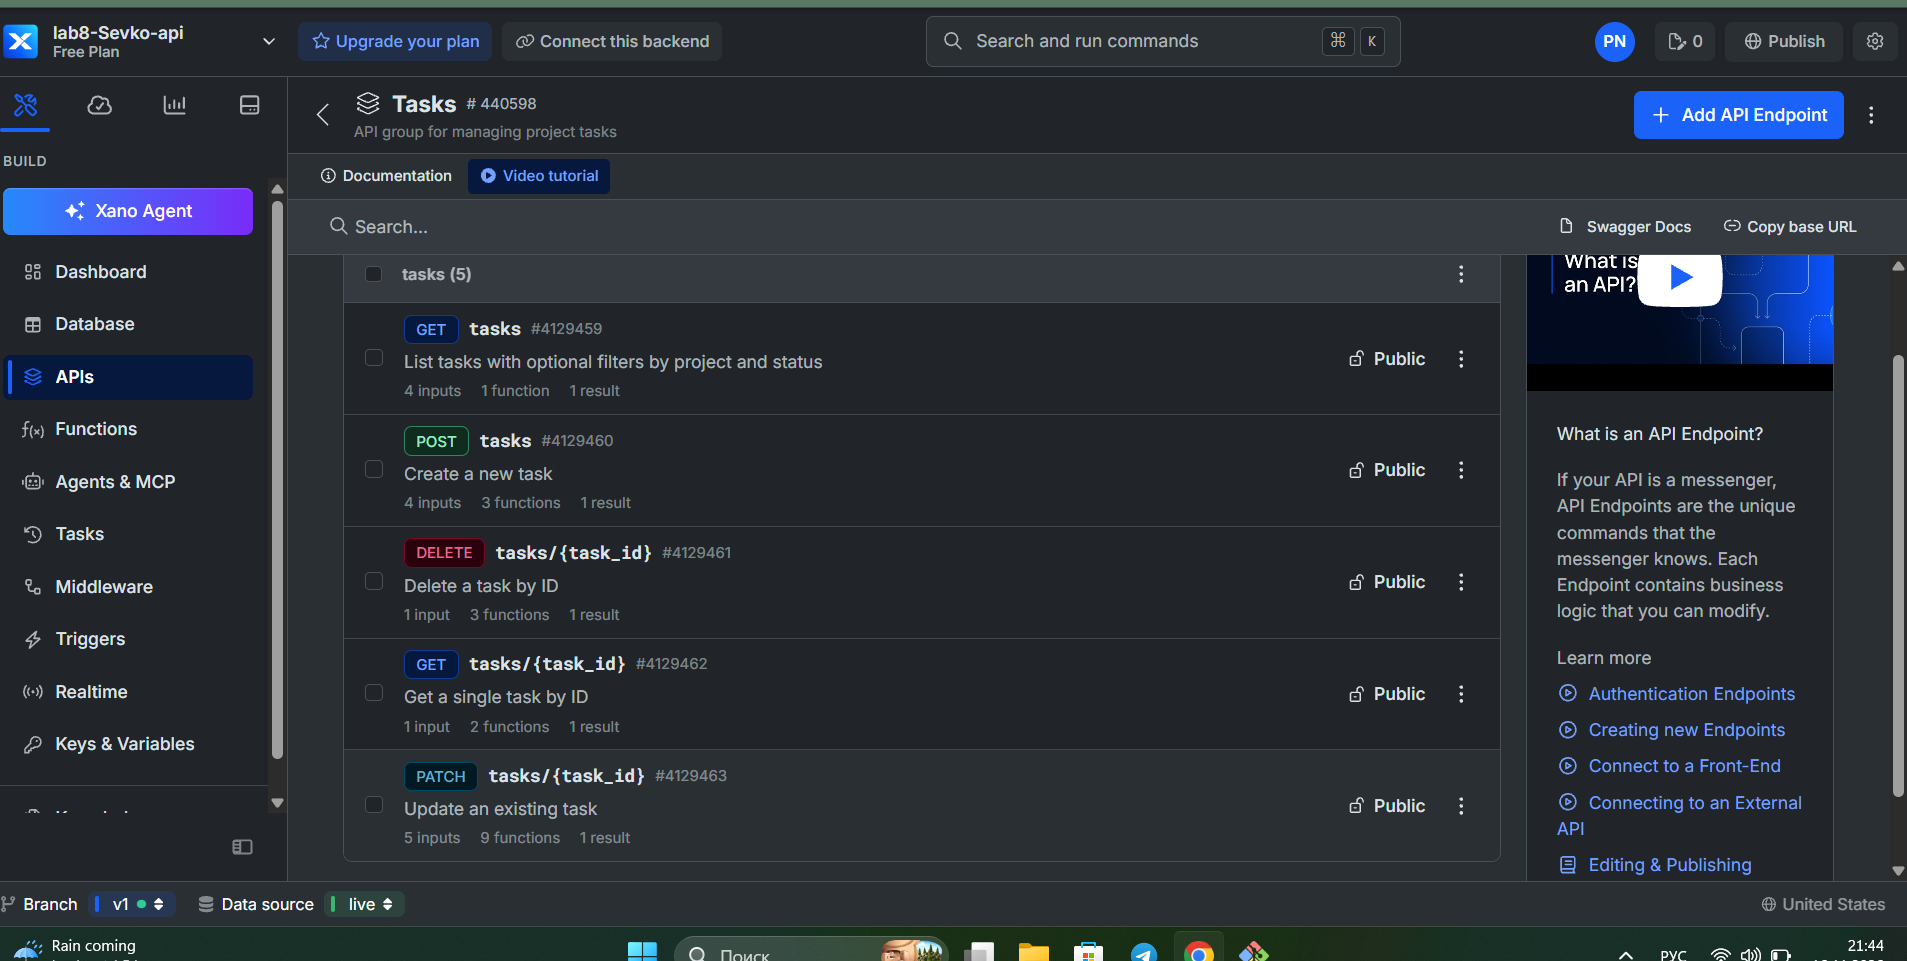 lab8-Sevko-api
Free Plan
Upgrade your plan
Connect this backend
Search and run commands
⌘ K
PN
0
Publish
BUILD
Xano Agent
Dashboard
Database
APIs
Functions
Agents & MCP
Tasks
Middleware
Triggers
Realtime
Keys & Variables
Tasks # 440598
API group for managing project tasks
Add API Endpoint
Documentation
Video tutorial
Search...
Swagger Docs
Copy base URL
tasks (5)
GET tasks #4129459
List tasks with optional filters by project and status
4 inputs 1 function 1 result
Public
POST tasks #4129460
Create a new task
4 inputs 3 functions 1 result
Public
DELETE tasks/{task_id} #4129461
Delete a task by ID
1 input 3 functions 1 result
Public
GET tasks/{task_id} #4129462
Get a single task by ID
1 input 2 functions 1 result
Public
PATCH tasks/{task_id} #4129463
Update an existing task
5 inputs 9 functions 1 result
Public
What is
an API?
What is an API Endpoint?
If your API is a messenger,
API Endpoints are the unique
commands that the
messenger knows. Each
Endpoint contains business
logic that you can modify.
Learn more
Authentication Endpoints
Creating new Endpoints
Connect to a Front-End
Connecting to an External
API
Editing & Publishing
Branch
v1
Data source
live
United States
Rain coming
Поиск
РУС
21:44